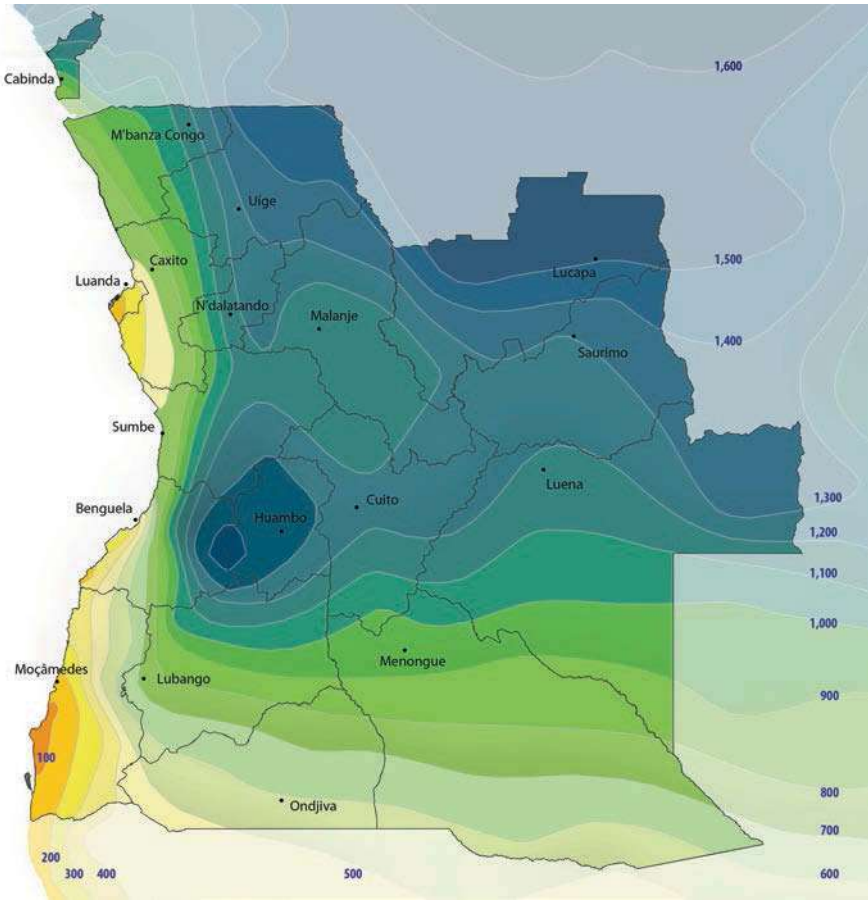 1,600
Cabinda
M'banza Congo
Uíge
Caxito
1,500
Lucapa
Luanda
N'dalatando
Malanje
1,400
Saurimo
Sumbe
Luena
Cuito
1,300
Benguela
Huambo
1,200
1,100
1,000
Menongue
Moçâmedes
Lubango
900
100
800
Ondjiva
700
200
300 400
500
600